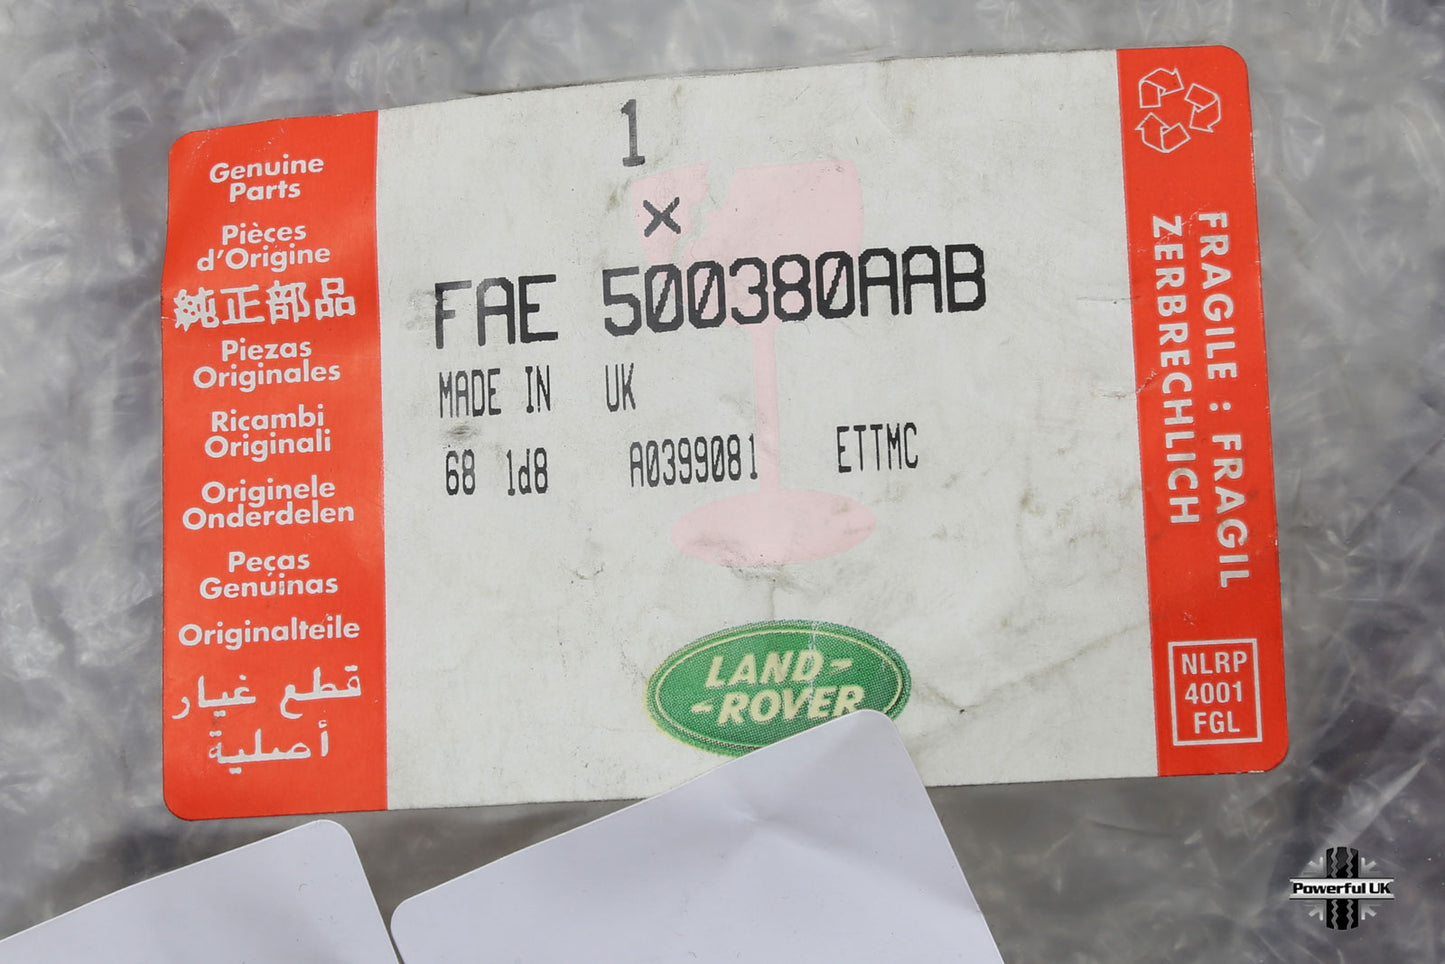 Genuine
Parts
Pièces
d'Origine
純正部品
Piezas
Originales
Ricambi
Originali
Originele
Onderdelen
Peças
Genúinas
Originalteile
قطع غيار
أصلية
1
X
FAE 500380AAB
MADE IN UK
68 1d8 A0399081 ETTMC
LAND-
-ROVER
FRAGILE : FRAGIL
ZERBRECHLICH
NLRP
4001
FGL
Powerful UK